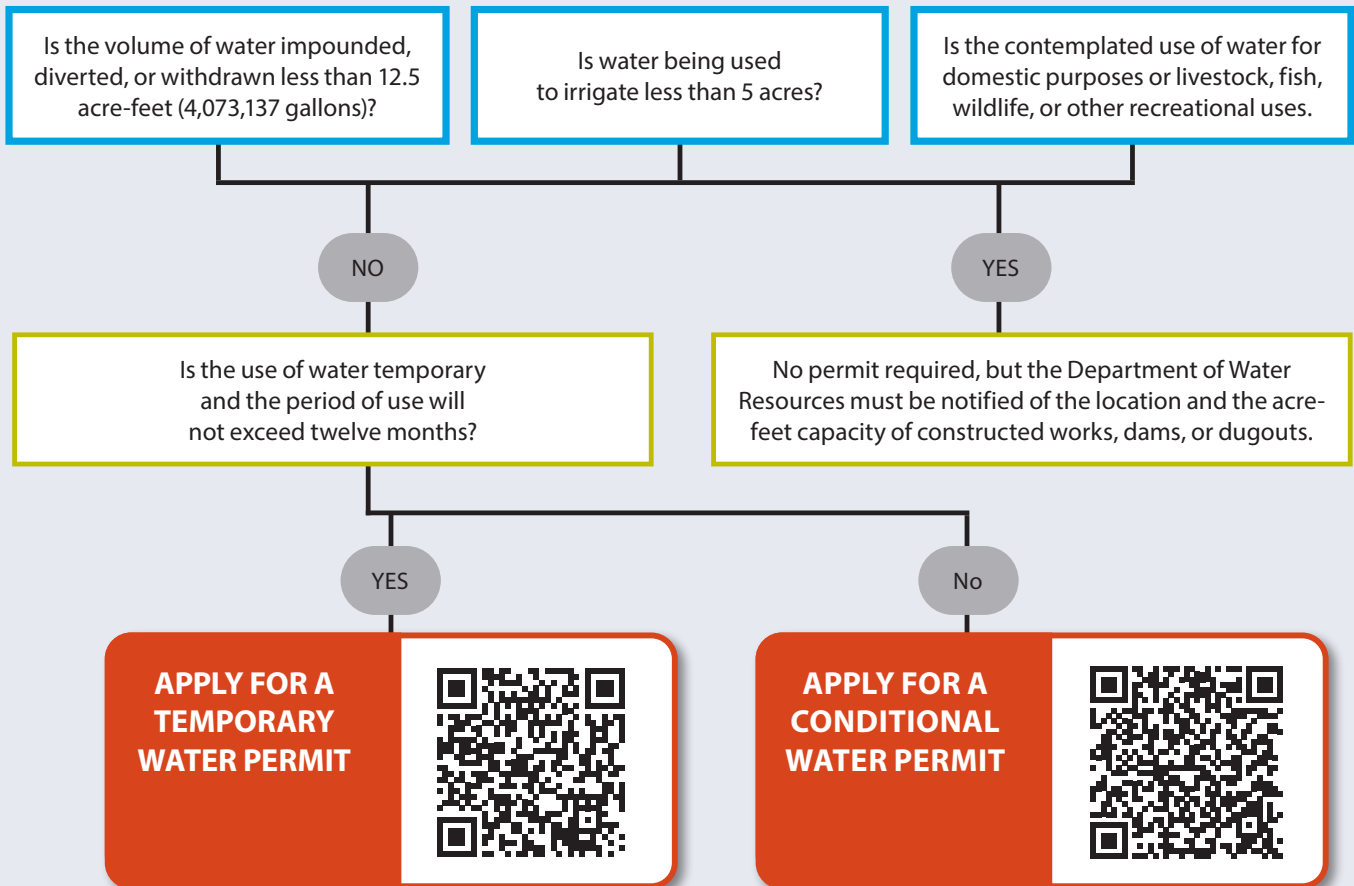 Is the volume of water impounded,
diverted, or withdrawn less than 12.5
acre-feet (4,073,137 gallons)?
Is water being used
to irrigate less than 5 acres?
Is the contemplated use of water for
domestic purposes or livestock, fish,
wildlife, or other recreational uses.
NO
YES
Is the use of water temporary
and the period of use will
not exceed twelve months?
No permit required, but the Department of Water
Resources must be notified of the location and the acre-
feet capacity of constructed works, dams, or dugouts.
YES
No
APPLY FOR A
TEMPORARY
WATER PERMIT
APPLY FOR A
CONDITIONAL
WATER PERMIT